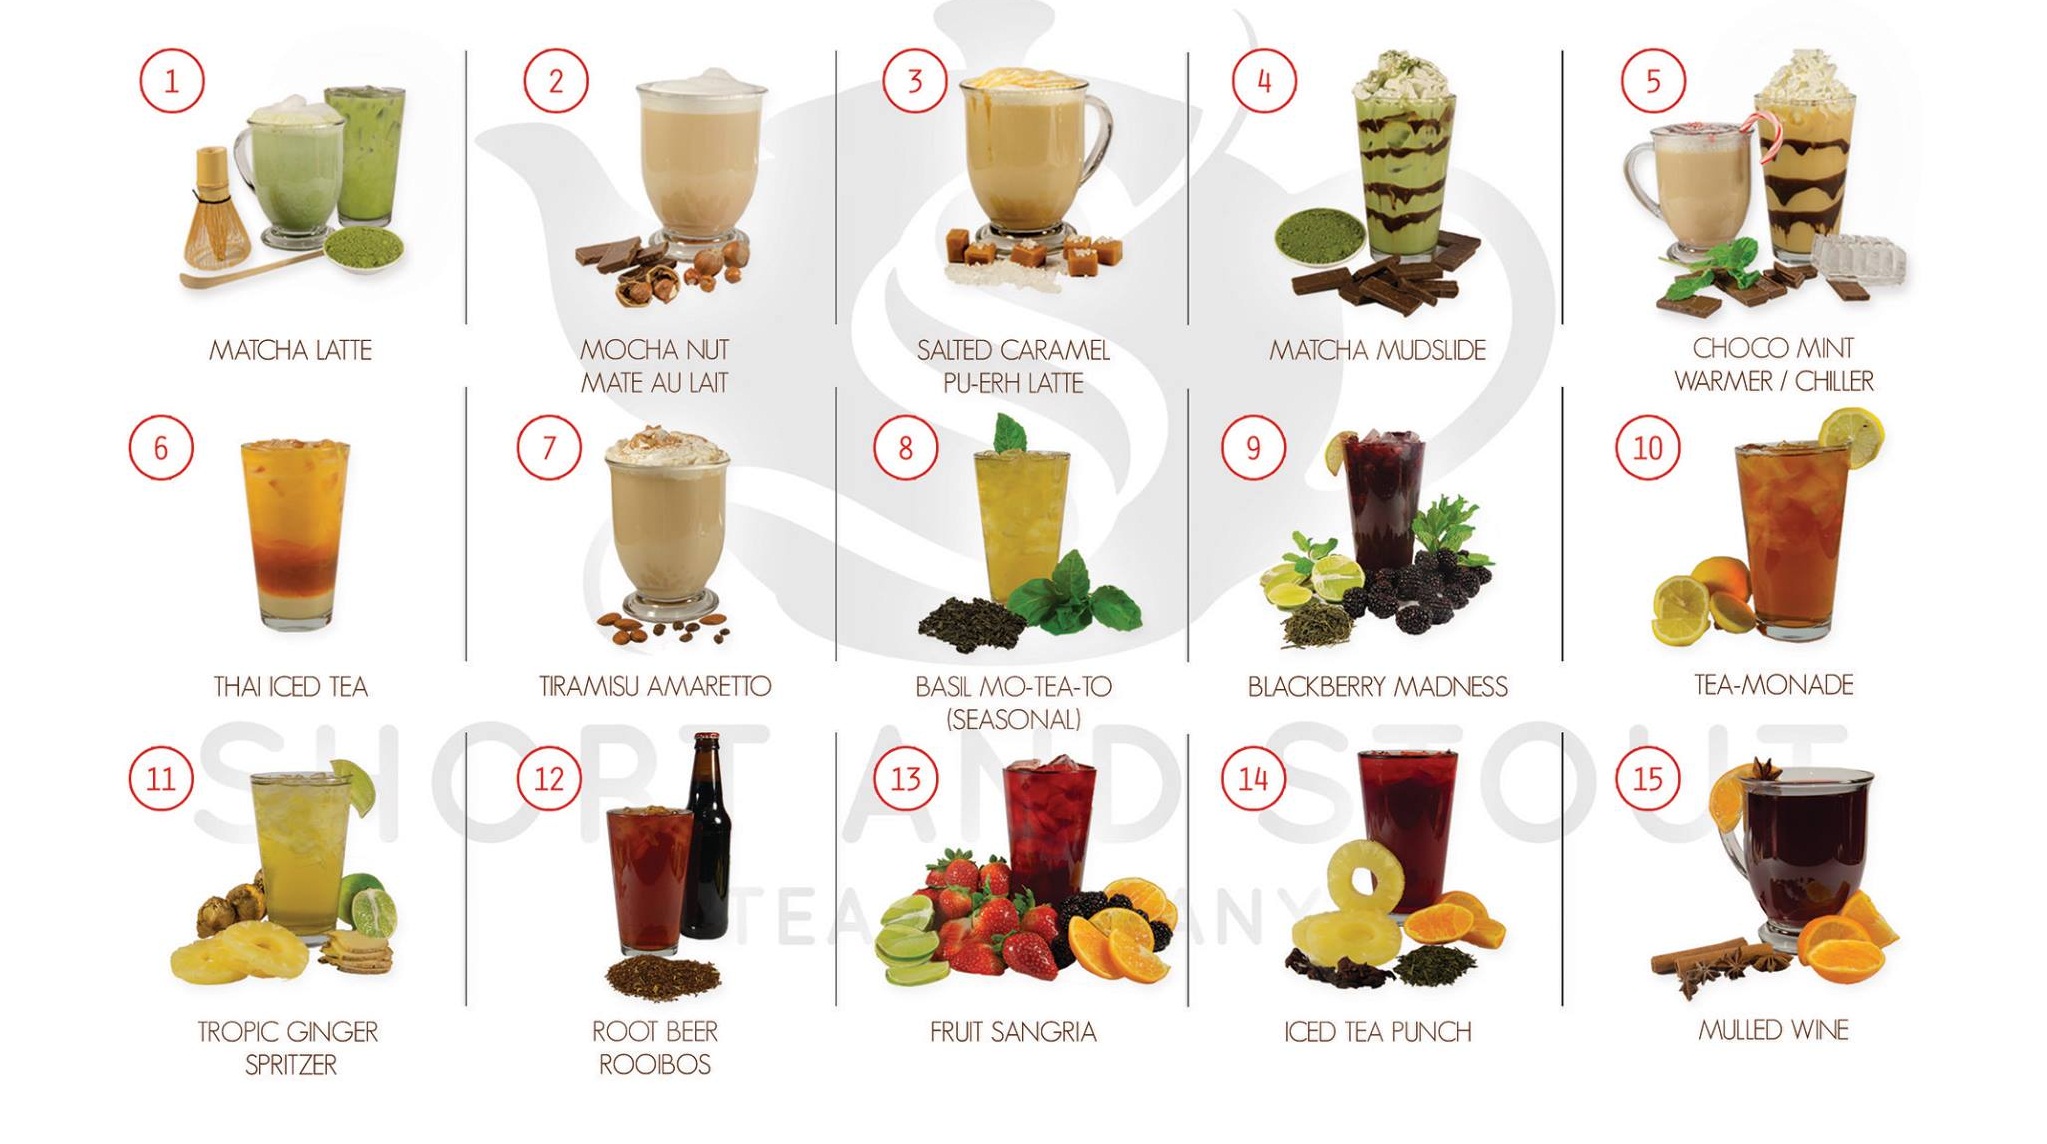 1
MATCHA LATTE
2
MOCHA NUT
MATE AU LAIT
3
SALTED CARAMEL
PU-ERH LATTE
4
MATCHA MUDSLIDE
5
CHOCO MINT
WARMER / CHILLER
6
THAI ICED TEA
7
TIRAMISU AMARETTO
8
BASIL MO-TEA-TO
(SEASONAL)
9
BLACKBERRY MADNESS
10
TEA-MONADE
SHORT AND STOUT
TEA
11
TROPIC GINGER
SPRITZER
12
ROOT BEER
ROOIBOS
13
FRUIT SANGRIA
14
ICED TEA PUNCH
15
MULLED WINE